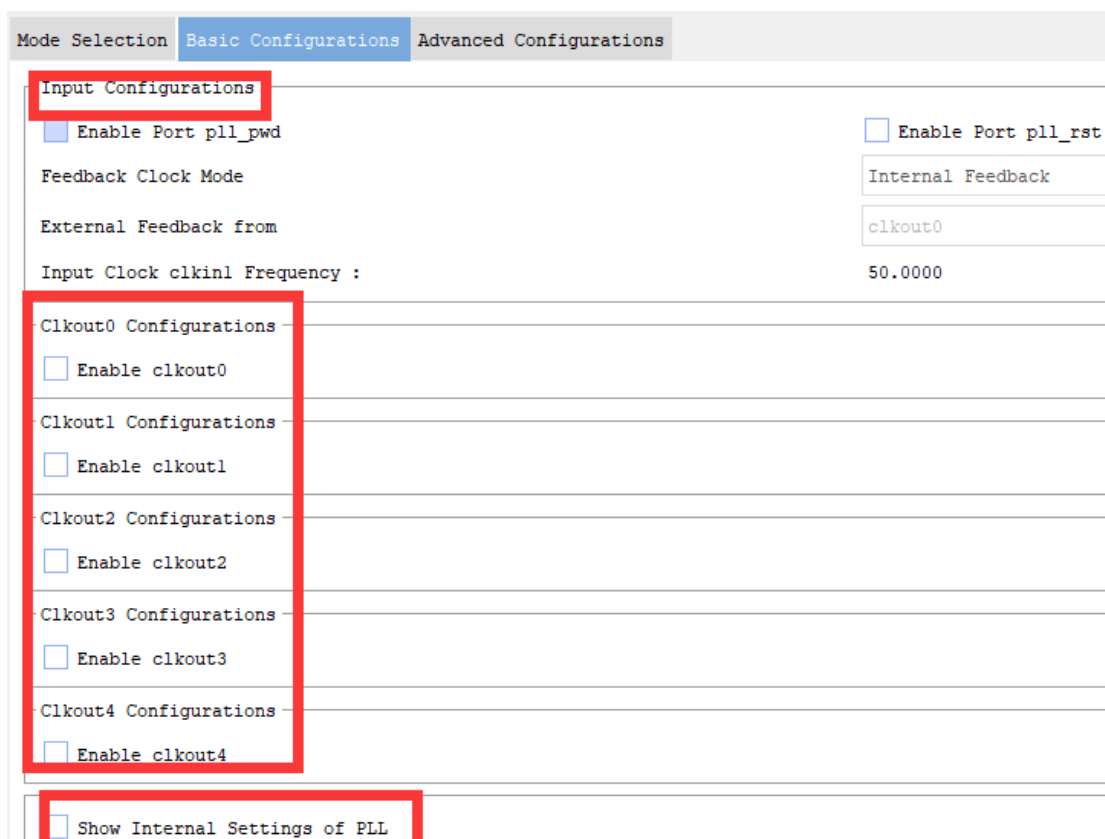 Mode Selection Basic Configurations Advanced Configurations
Input Configurations
Enable Port pll_pwd Enable Port pll_rst
Feedback Clock Mode Internal Feedback
External Feedback from clkout0
Input Clock clkin1 Frequency : 50.0000
Clkout0 Configurations
Enable clkout0
Clkout1 Configurations
Enable clkout1
Clkout2 Configurations
Enable clkout2
Clkout3 Configurations
Enable clkout3
Clkout4 Configurations
Enable clkout4
Show Internal Settings of PLL